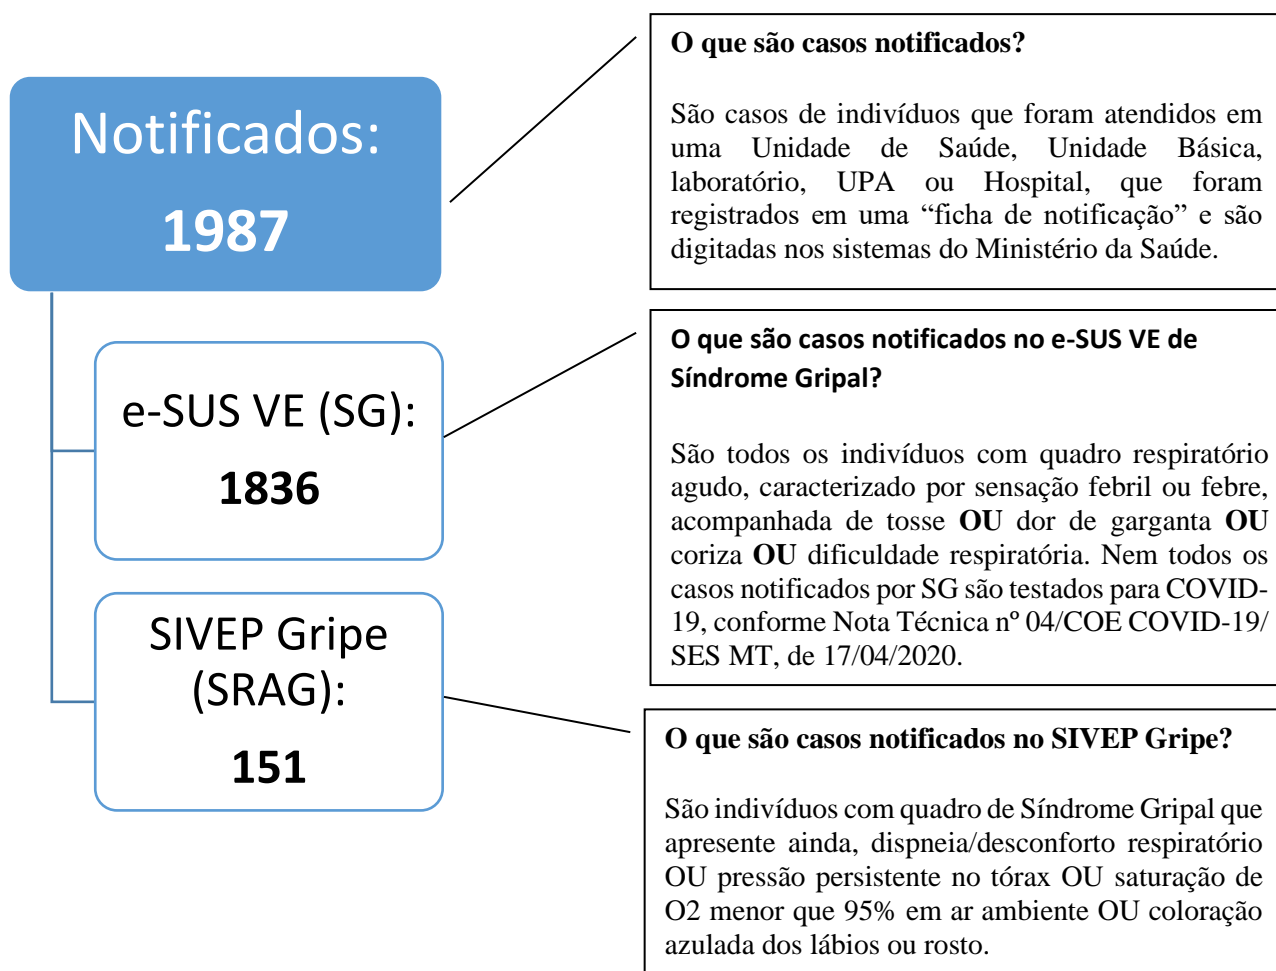 Notificados:
1987
e-SUS VE (SG):
1836
SIVEP Gripe
(SRAG):
151
O que são casos notificados?
São casos de indivíduos que foram atendidos em
uma Unidade de Saúde, Unidade Básica,
laboratório, UPA ou Hospital, que foram
registrados em uma “ficha de notificação” e são
digitadas nos sistemas do Ministério da Saúde.
O que são casos notificados no e-SUS VE de
Síndrome Gripal?
São todos os indivíduos com quadro respiratório
agudo, caracterizado por sensação febril ou febre,
acompanhada de tosse OU dor de garganta OU
coriza OU dificuldade respiratória. Nem todos os
casos notificados por SG são testados para COVID-
19, conforme Nota Técnica nº 04/COE COVID-19/
SES MT, de 17/04/2020.
O que são casos notificados no SIVEP Gripe?
São indivíduos com quadro de Síndrome Gripal que
apresente ainda, dispneia/desconforto respiratório
OU pressão persistente no tórax OU saturação de
O2 menor que 95% em ar ambiente OU coloração
azulada dos lábios ou rosto.